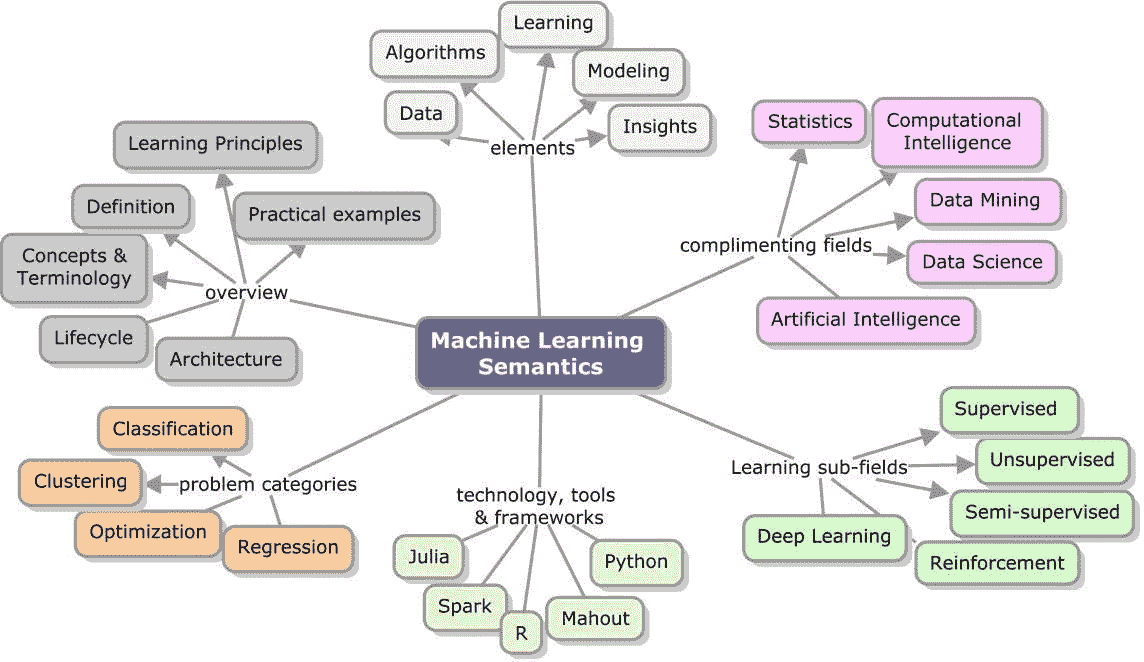 Learning
Algorithms
Modeling
Data
Insights
elements
Statistics
Computational
Intelligence
Data Mining
complimenting fields
Data Science
Artificial Intelligence
Learning Principles
Definition
Practical examples
Concepts &
Terminology
overview
Lifecycle
Architecture
Machine Learning
Semantics
Classification
Clustering
problem categories
Optimization
Regression
technology, tools
& frameworks
Julia
Python
Spark
R
Mahout
Supervised
Learning sub-fields
Unsupervised
Semi-supervised
Deep Learning
Reinforcement